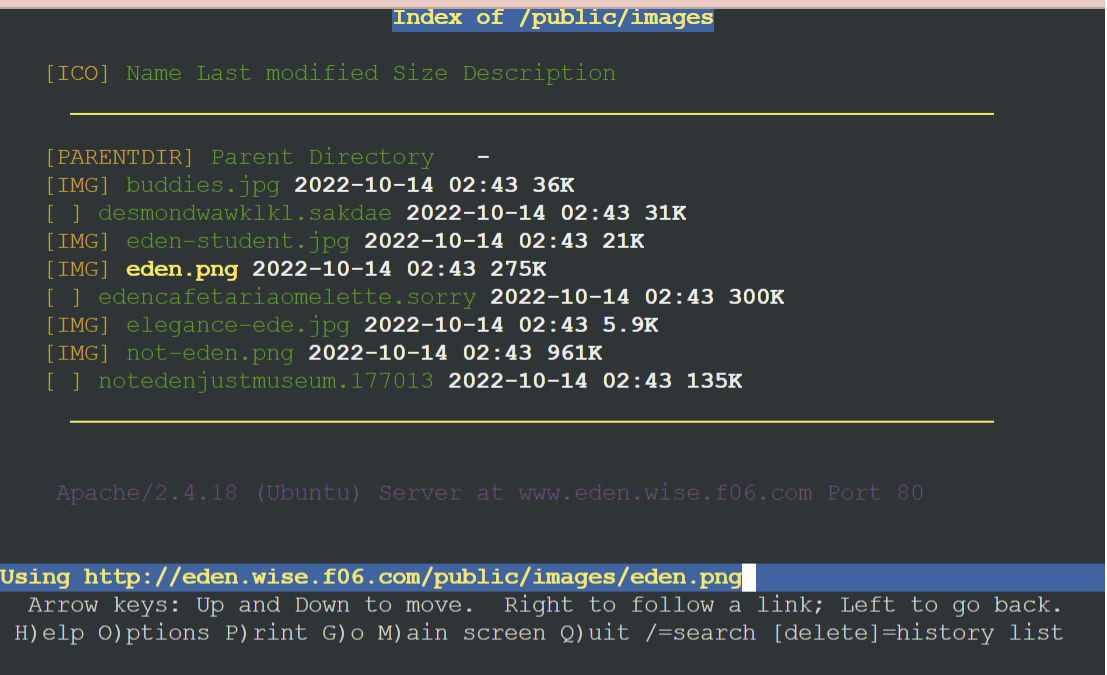 Index of /public/images
[ICO] Name Last modified Size Description
[PARENTDIR] Parent Directory -
[IMG] buddies.jpg 2022-10-14 02:43 36K
[ ] desmondwawklkl.sakdae 2022-10-14 02:43 31K
[IMG] eden-student.jpg 2022-10-14 02:43 21K
[IMG] eden.png 2022-10-14 02:43 275K
[ ] edencafetariaomelette.sorry 2022-10-14 02:43 300K
[IMG] elegance-ede.jpg 2022-10-14 02:43 5.9K
[IMG] not-eden.png 2022-10-14 02:43 961K
[ ] notedenjustmuseum.177013 2022-10-14 02:43 135K
Apache/2.4.18 (Ubuntu) Server at www.eden.wise.f06.com Port 80
Using http://eden.wise.f06.com/public/images/eden.png
Arrow keys: Up and Down to move. Right to follow a link; Left to go back.
H)elp O)ptions P)rint G)o M)ain screen Q)uit /=search [delete]=history list